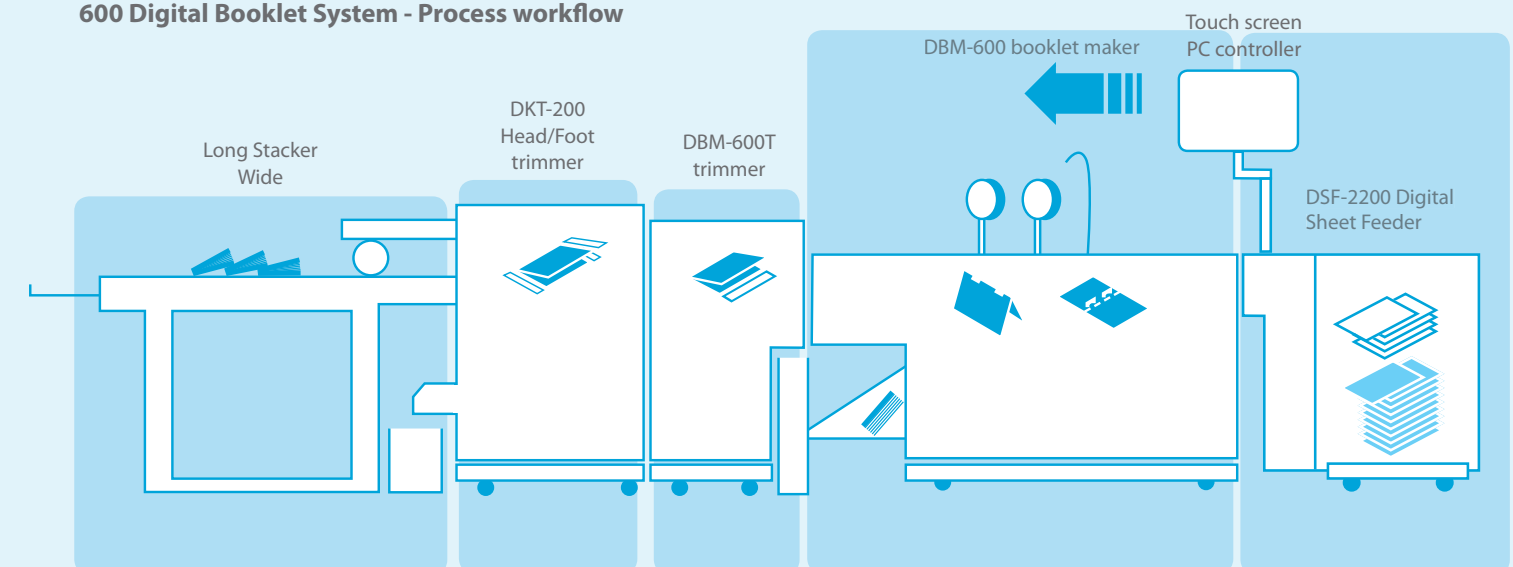 600 Digital Booklet System - Process workflow
Touch screen
PC controller
DBM-600 booklet maker
DKT-200
Head/Foot
trimmer
DBM-600T
trimmer
Long Stacker
Wide
DSF-2200 Digital
Sheet Feeder